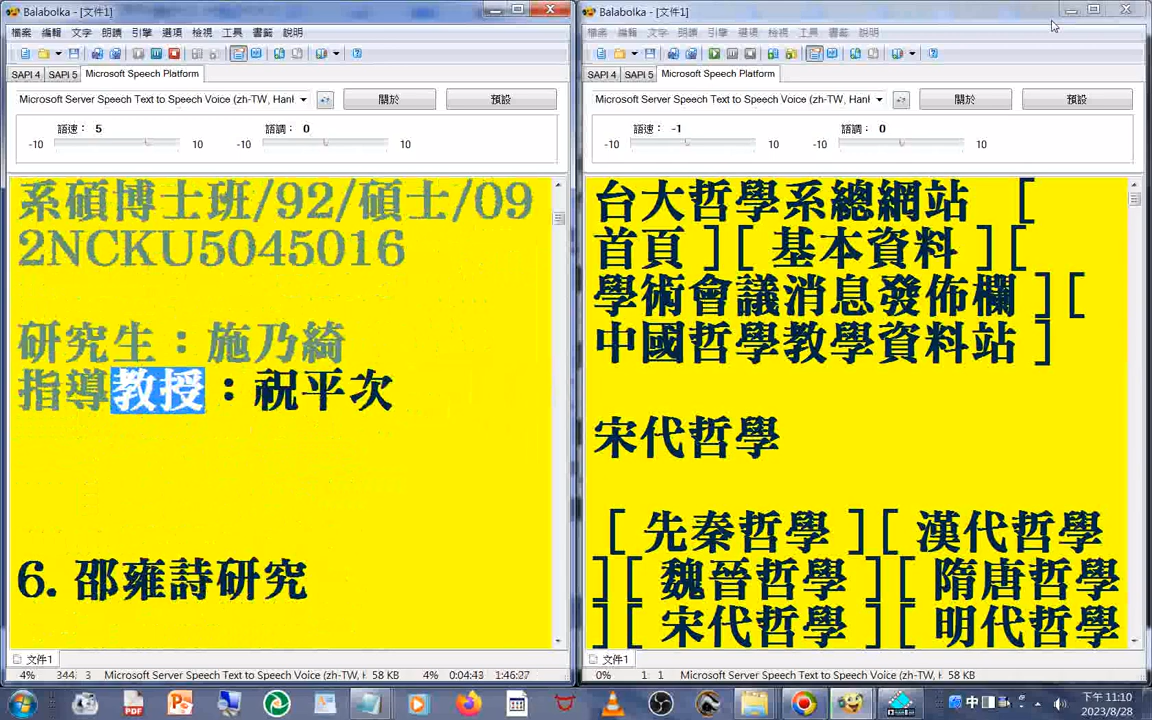 Balabolka - [文件1]
檔案 編輯 文字 朗讀 引擎 選項 檢視 工具 書籤 說明
SAPI 4 SAPI 5 Microsoft Speech Platform
Microsoft Server Speech Text to Speech Voice (zh-TW, Hanl
關於
預設
語速： 5 語調： 0
-10 10 -10 10
系碩博士班/92/碩士/09
2NCKU5045016
研究生：施乃綺
指導教授：祝平次
6. 邵雍詩研究
文件1
4% 344: 3 Microsoft Server Speech Text to Speech Voice (zh-TW, H 58 KB 4% 0:04:43 1:46:27
Balabolka - [文件1]
檔案 編輯 文字 朗讀 引擎 選項 檢視 工具 書籤 說明
SAPI 4 SAPI 5 Microsoft Speech Platform
Microsoft Server Speech Text to Speech Voice (zh-TW, Hanl
關於
預設
語速： -1 語調： 0
-10 10 -10 10
台大哲學系總網站 [
首頁 ][ 基本資料 ][
學術會議消息發佈欄 ][
中國哲學教學資料站 ]
宋代哲學
[ 先秦哲學 ][ 漢代哲學
][ 魏晉哲學 ][ 隋唐哲學
][ 宋代哲學 ][ 明代哲學
文件1
0% 1: 1 Microsoft Server Speech Text to Speech Voice (zh-TW, H 58 KB
PDF
中
下午 11:10
2023/8/28